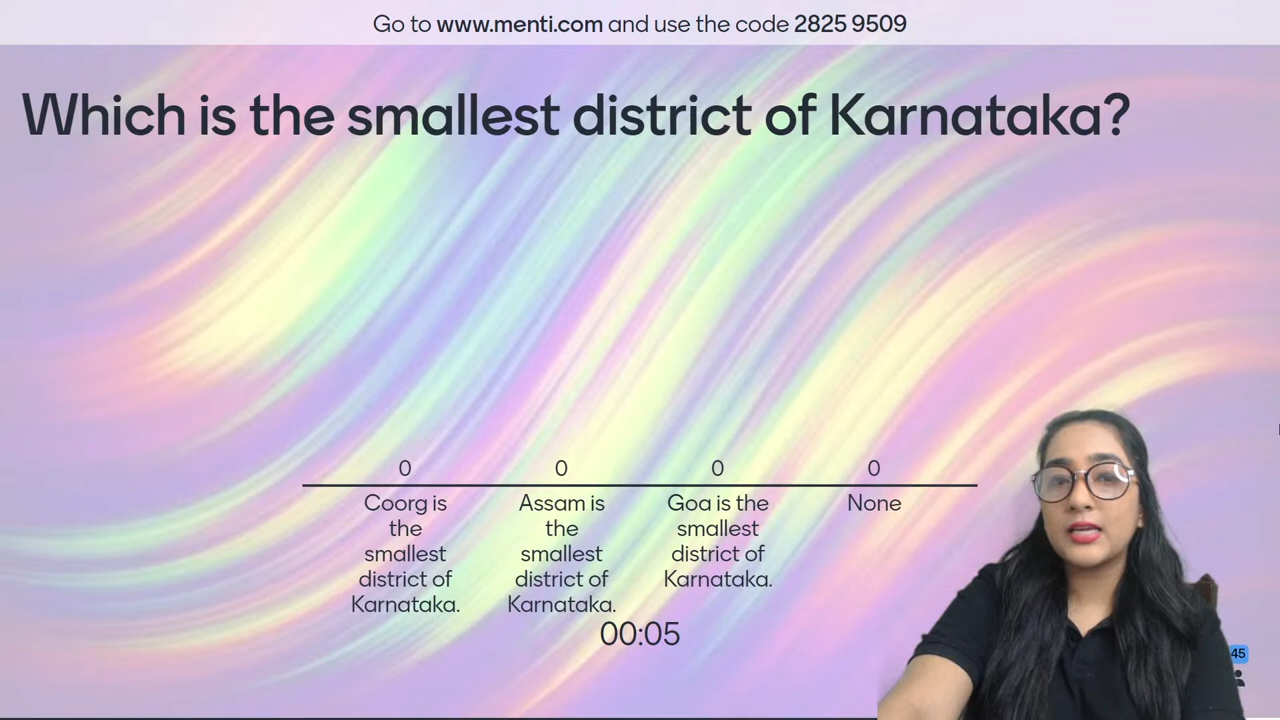 Go to www.menti.com and use the code 2825 9509
Which is the smallest district of Karnataka?
0
0
0
0
Coorg is
the
smallest
district of
Karnataka.
Assam is
the
smallest
district of
Karnataka.
Goa is the
smallest
district of
Karnataka.
None
00:05
45